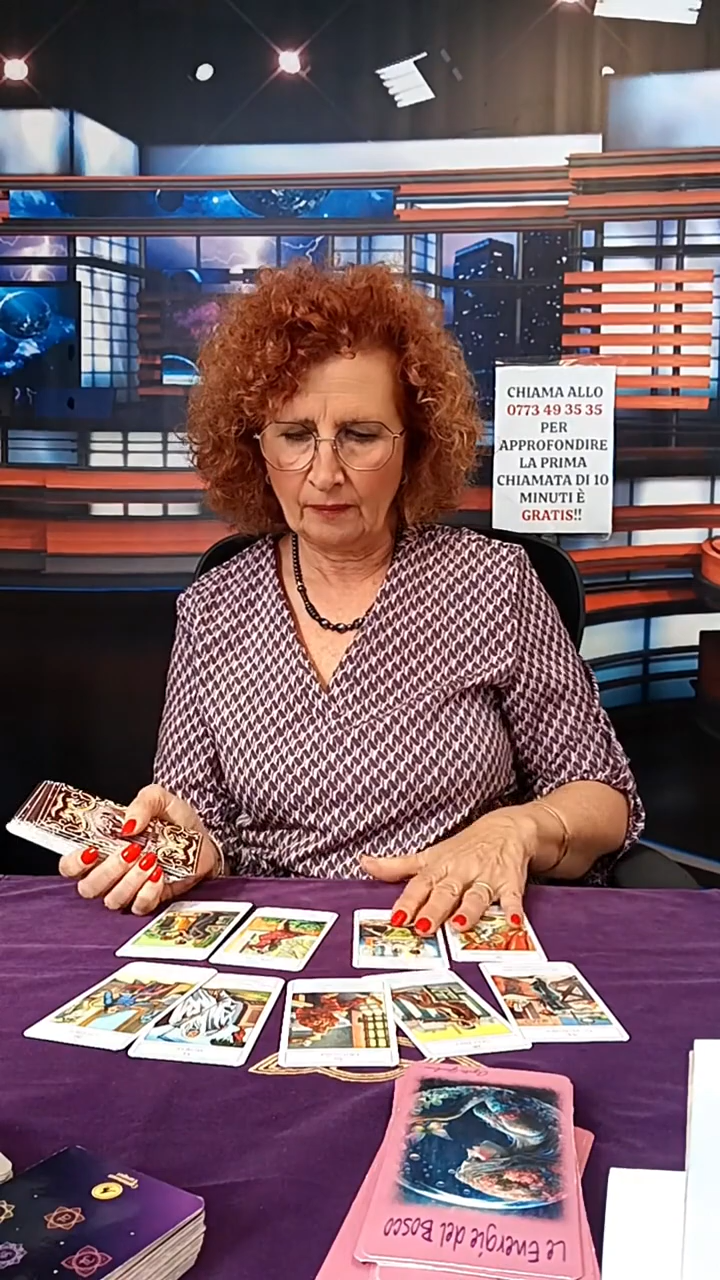 CHIAMA ALLO
0773 49 35 35
PER
APPROFONDIRE
LA PRIMA
CHIAMATA DI 10
MINUTI È
GRATIS!!
Le Energie del Bosco